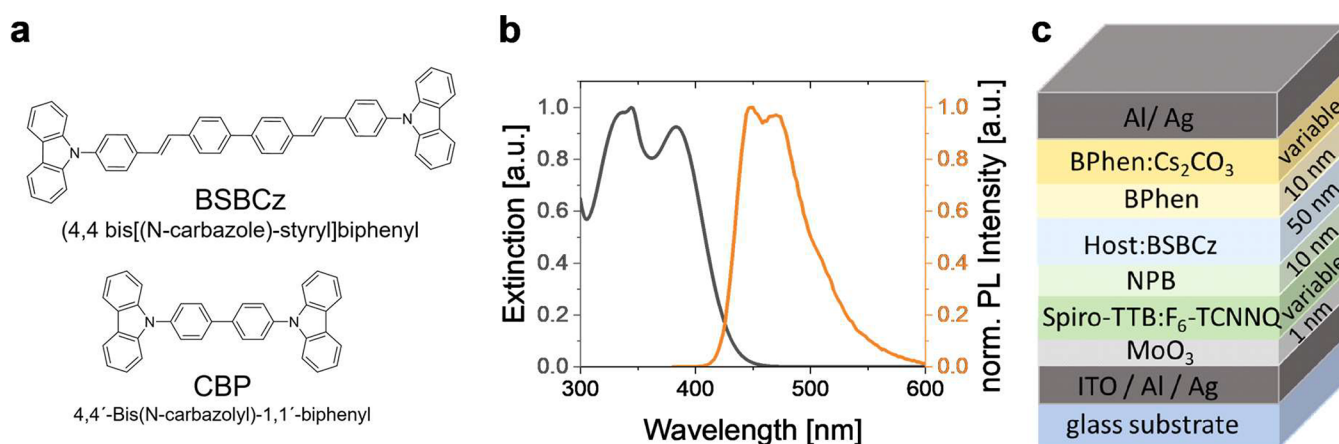 a
N
N
BSBCz
(4,4 bis[(N-carbazole)-styryl]biphenyl
N
N
CBP
4,4´-Bis(N-carbazolyl)-1,1´-biphenyl
b
Extinction [a.u.]
1.0
0.8
0.6
0.4
0.2
0.0
300
400
500
600
Wavelength [nm]
1.0
0.8
0.6
0.4
0.2
0.0
norm. PL Intensity [a.u.]
c
Al/ Ag
BPhen:Cs₂CO₃
variable
BPhen
10 nm
Host:BSBCz
50 nm
NPB
10 nm
Spiro-TTB:F₆-TCNNQ
variable
MoO₃
1 nm
ITO / Al / Ag
glass substrate